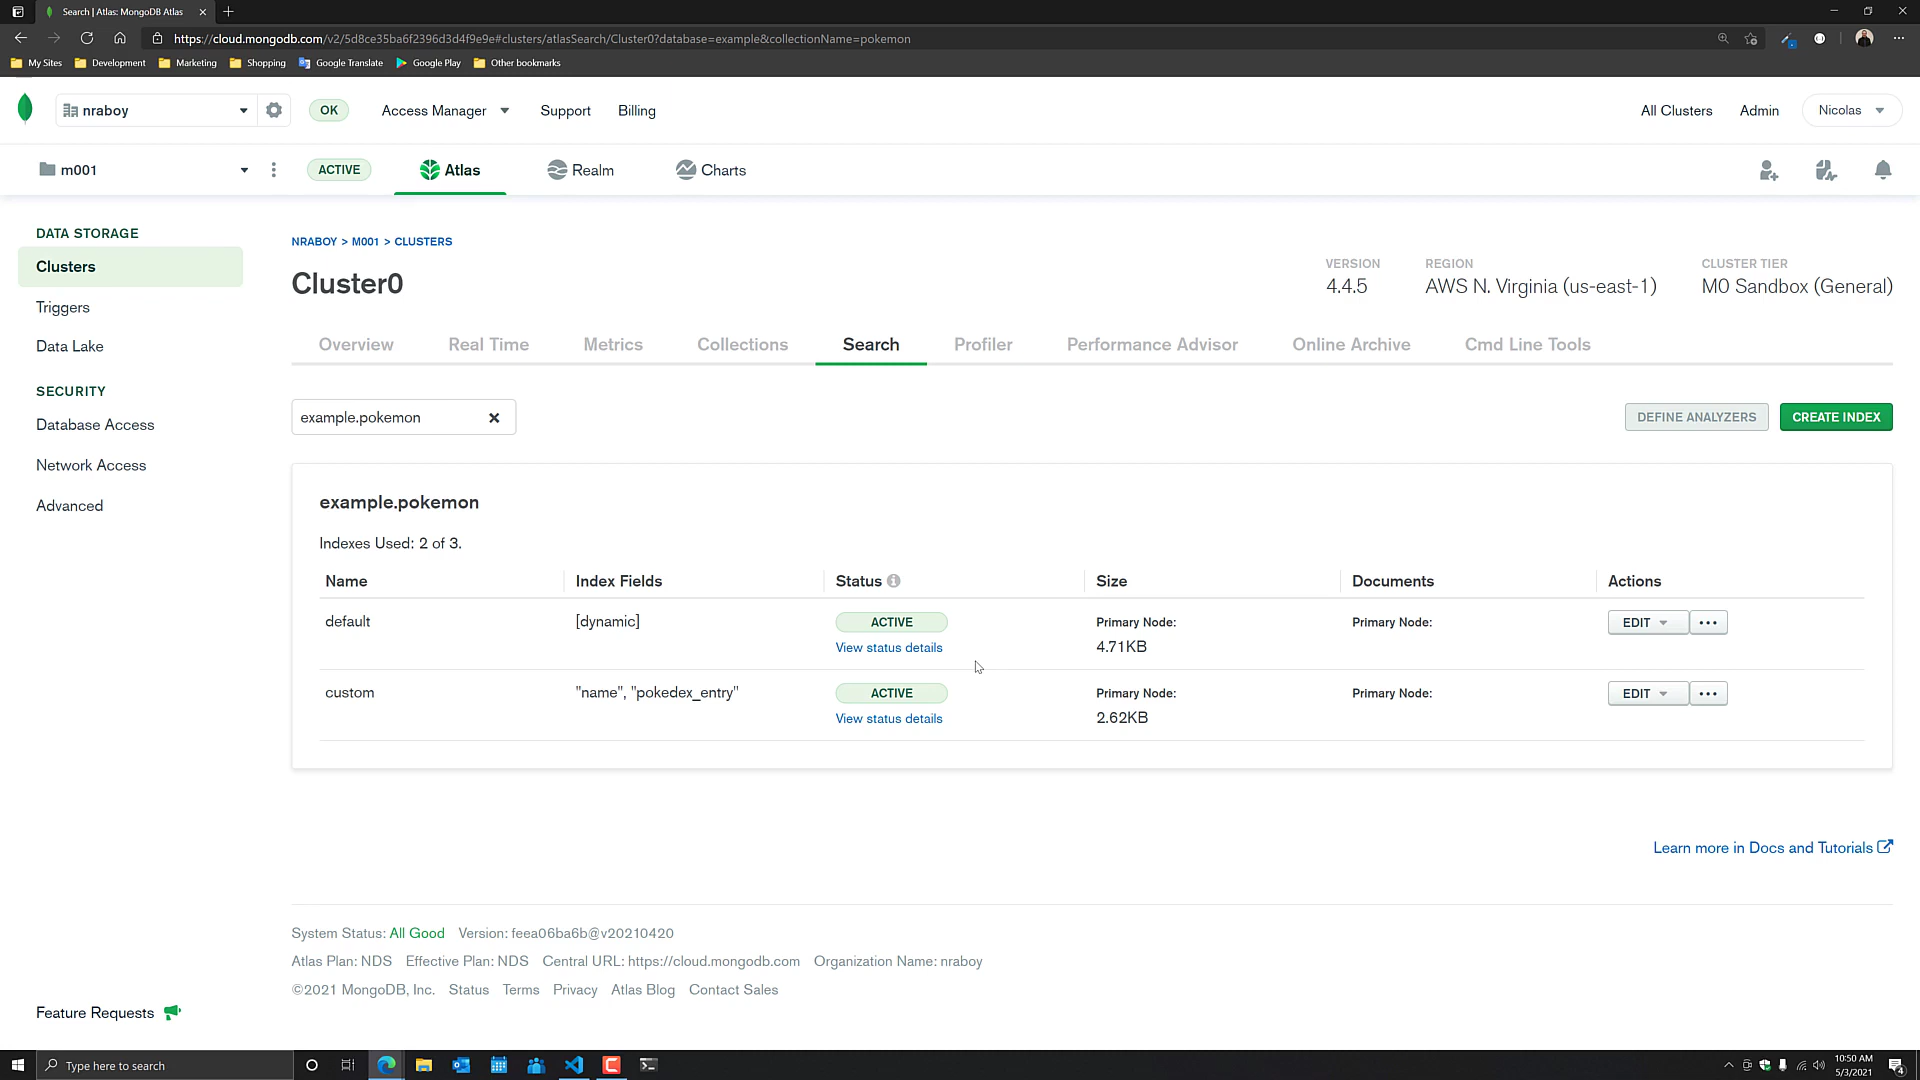 Search | Atlas: MongoDB Atlas
https://cloud.mongodb.com/v2/5d8ce35ba6f2396d3d4f9e9e#clusters/atlasSearch/Cluster0?database=example&collectionName=pokemon
My Sites Development Marketing Shopping Google Translate Google Play Other bookmarks
nraboy OK Access Manager Support Billing All Clusters Admin Nicolas
m001 ACTIVE Atlas Realm Charts
DATA STORAGE
Clusters
Triggers
Data Lake
SECURITY
Database Access
Network Access
Advanced
Feature Requests
NRABOY > M001 > CLUSTERS
Cluster0
VERSION REGION CLUSTER TIER
4.4.5 AWS N. Virginia (us-east-1) M0 Sandbox (General)
Overview Real Time Metrics Collections Search Profiler Performance Advisor Online Archive Cmd Line Tools
example.pokemon DEFINE ANALYZERS CREATE INDEX
example.pokemon
Indexes Used: 2 of 3.
Name Index Fields Status Size Documents Actions
default [dynamic] ACTIVE Primary Node: Primary Node: EDIT
View status details 4.71KB
custom "name", "pokedex_entry" ACTIVE Primary Node: Primary Node: EDIT
View status details 2.62KB
Learn more in Docs and Tutorials
System Status: All Good Version: feea06ba6b@v20210420
Atlas Plan: NDS Effective Plan: NDS Central URL: https://cloud.mongodb.com Organization Name: nraboy
©2021 MongoDB, Inc. Status Terms Privacy Atlas Blog Contact Sales
Type here to search
10:50 AM
5/3/2021
4